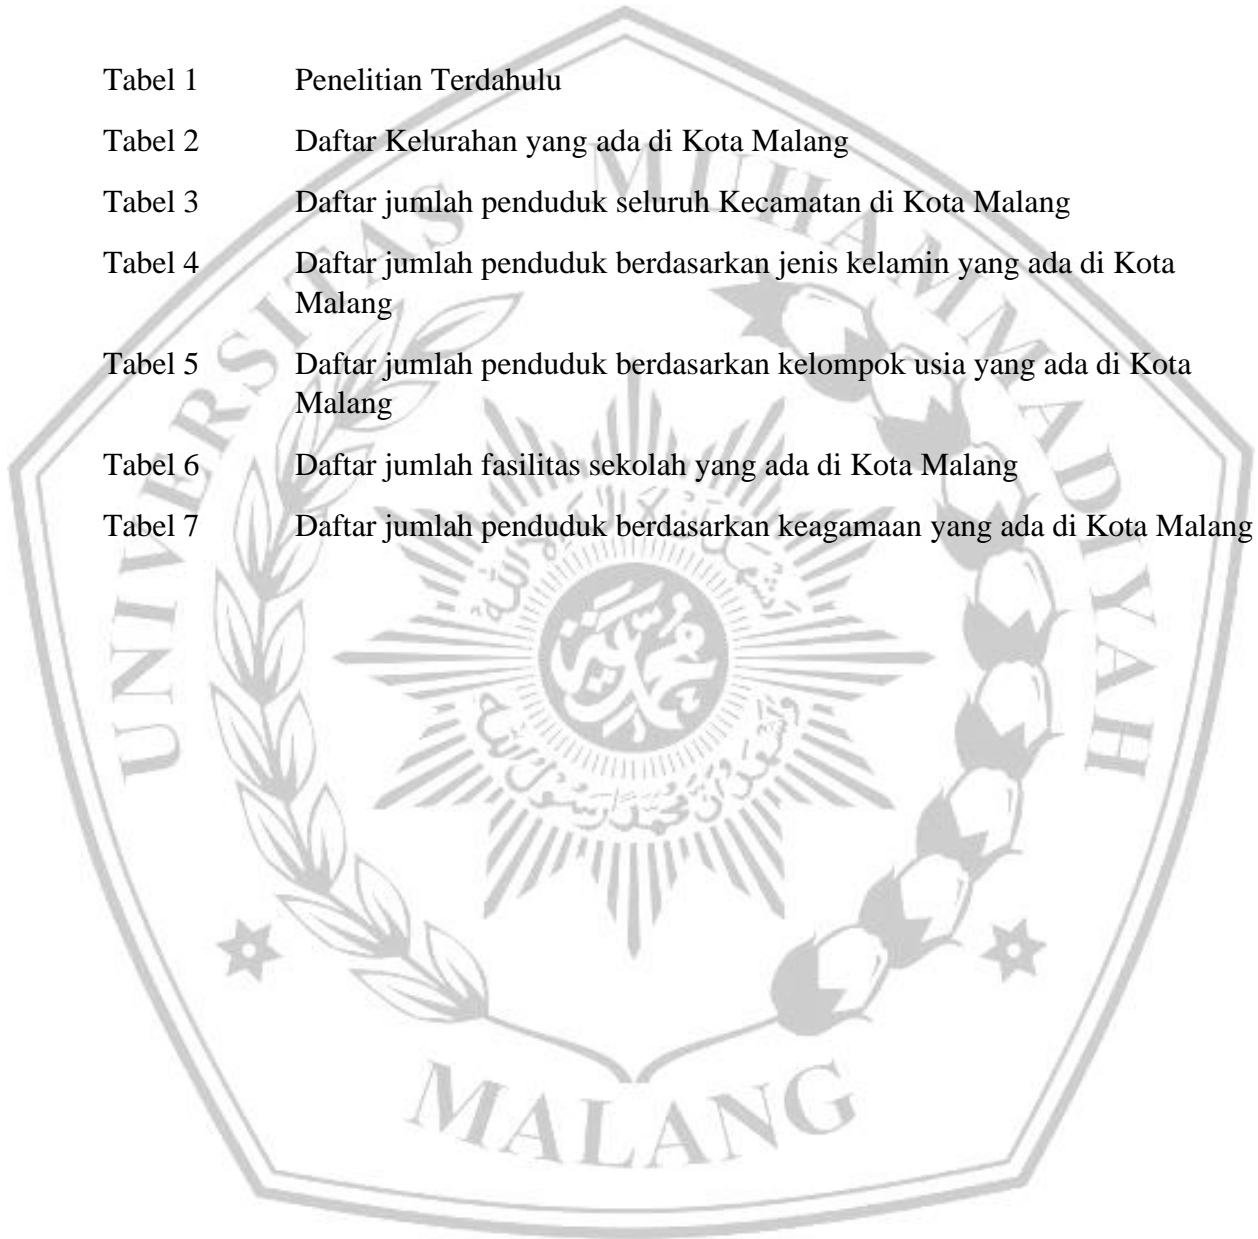 Tabel 1 Penelitian Terdahulu
Tabel 2 Daftar Kelurahan yang ada di Kota Malang
Tabel 3 Daftar jumlah penduduk seluruh Kecamatan di Kota Malang
Tabel 4 Daftar jumlah penduduk berdasarkan jenis kelamin yang ada di Kota
Malang
Tabel 5 Daftar jumlah penduduk berdasarkan kelompok usia yang ada di Kota
Malang
Tabel 6 Daftar jumlah fasilitas sekolah yang ada di Kota Malang
Tabel 7 Daftar jumlah penduduk berdasarkan keagamaan yang ada di Kota Malang
UNIVERSITAS MUHAMMADIYAH
MALANG